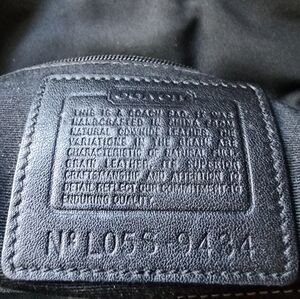 COACH
THIS IS A COACH BAG. IT WAS
HANDCRAFTED IN CHINA FROM
NATURAL COWHIDE LEATHER. THE
VARIATIONS IN THE GRAIN ARE
CHARACTERISTIC OF NATURAL FULL
GRAIN LEATHER. ITS SUPERIOR
CRAFTSMANSHIP AND ATTENTION TO
DETAIL REFLECT OUR COMMITMENT TO
ENDURING QUALITY.
Nº L05S-9434